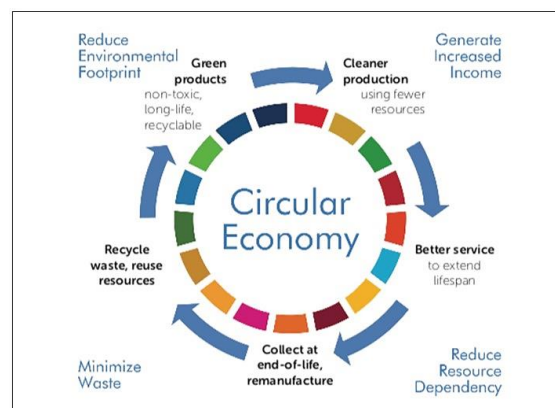 Reduce
Environmental
Footprint
Green
products
non-toxic,
long-life,
recyclable
Cleaner
production
using fewer
resources
Generate
Increased
Income
Circular
Economy
Better service
to extend
lifespan
Recycle
waste, reuse
resources
Collect at
end-of-life,
remanufacture
Minimize
Waste
Reduce
Resource
Dependency